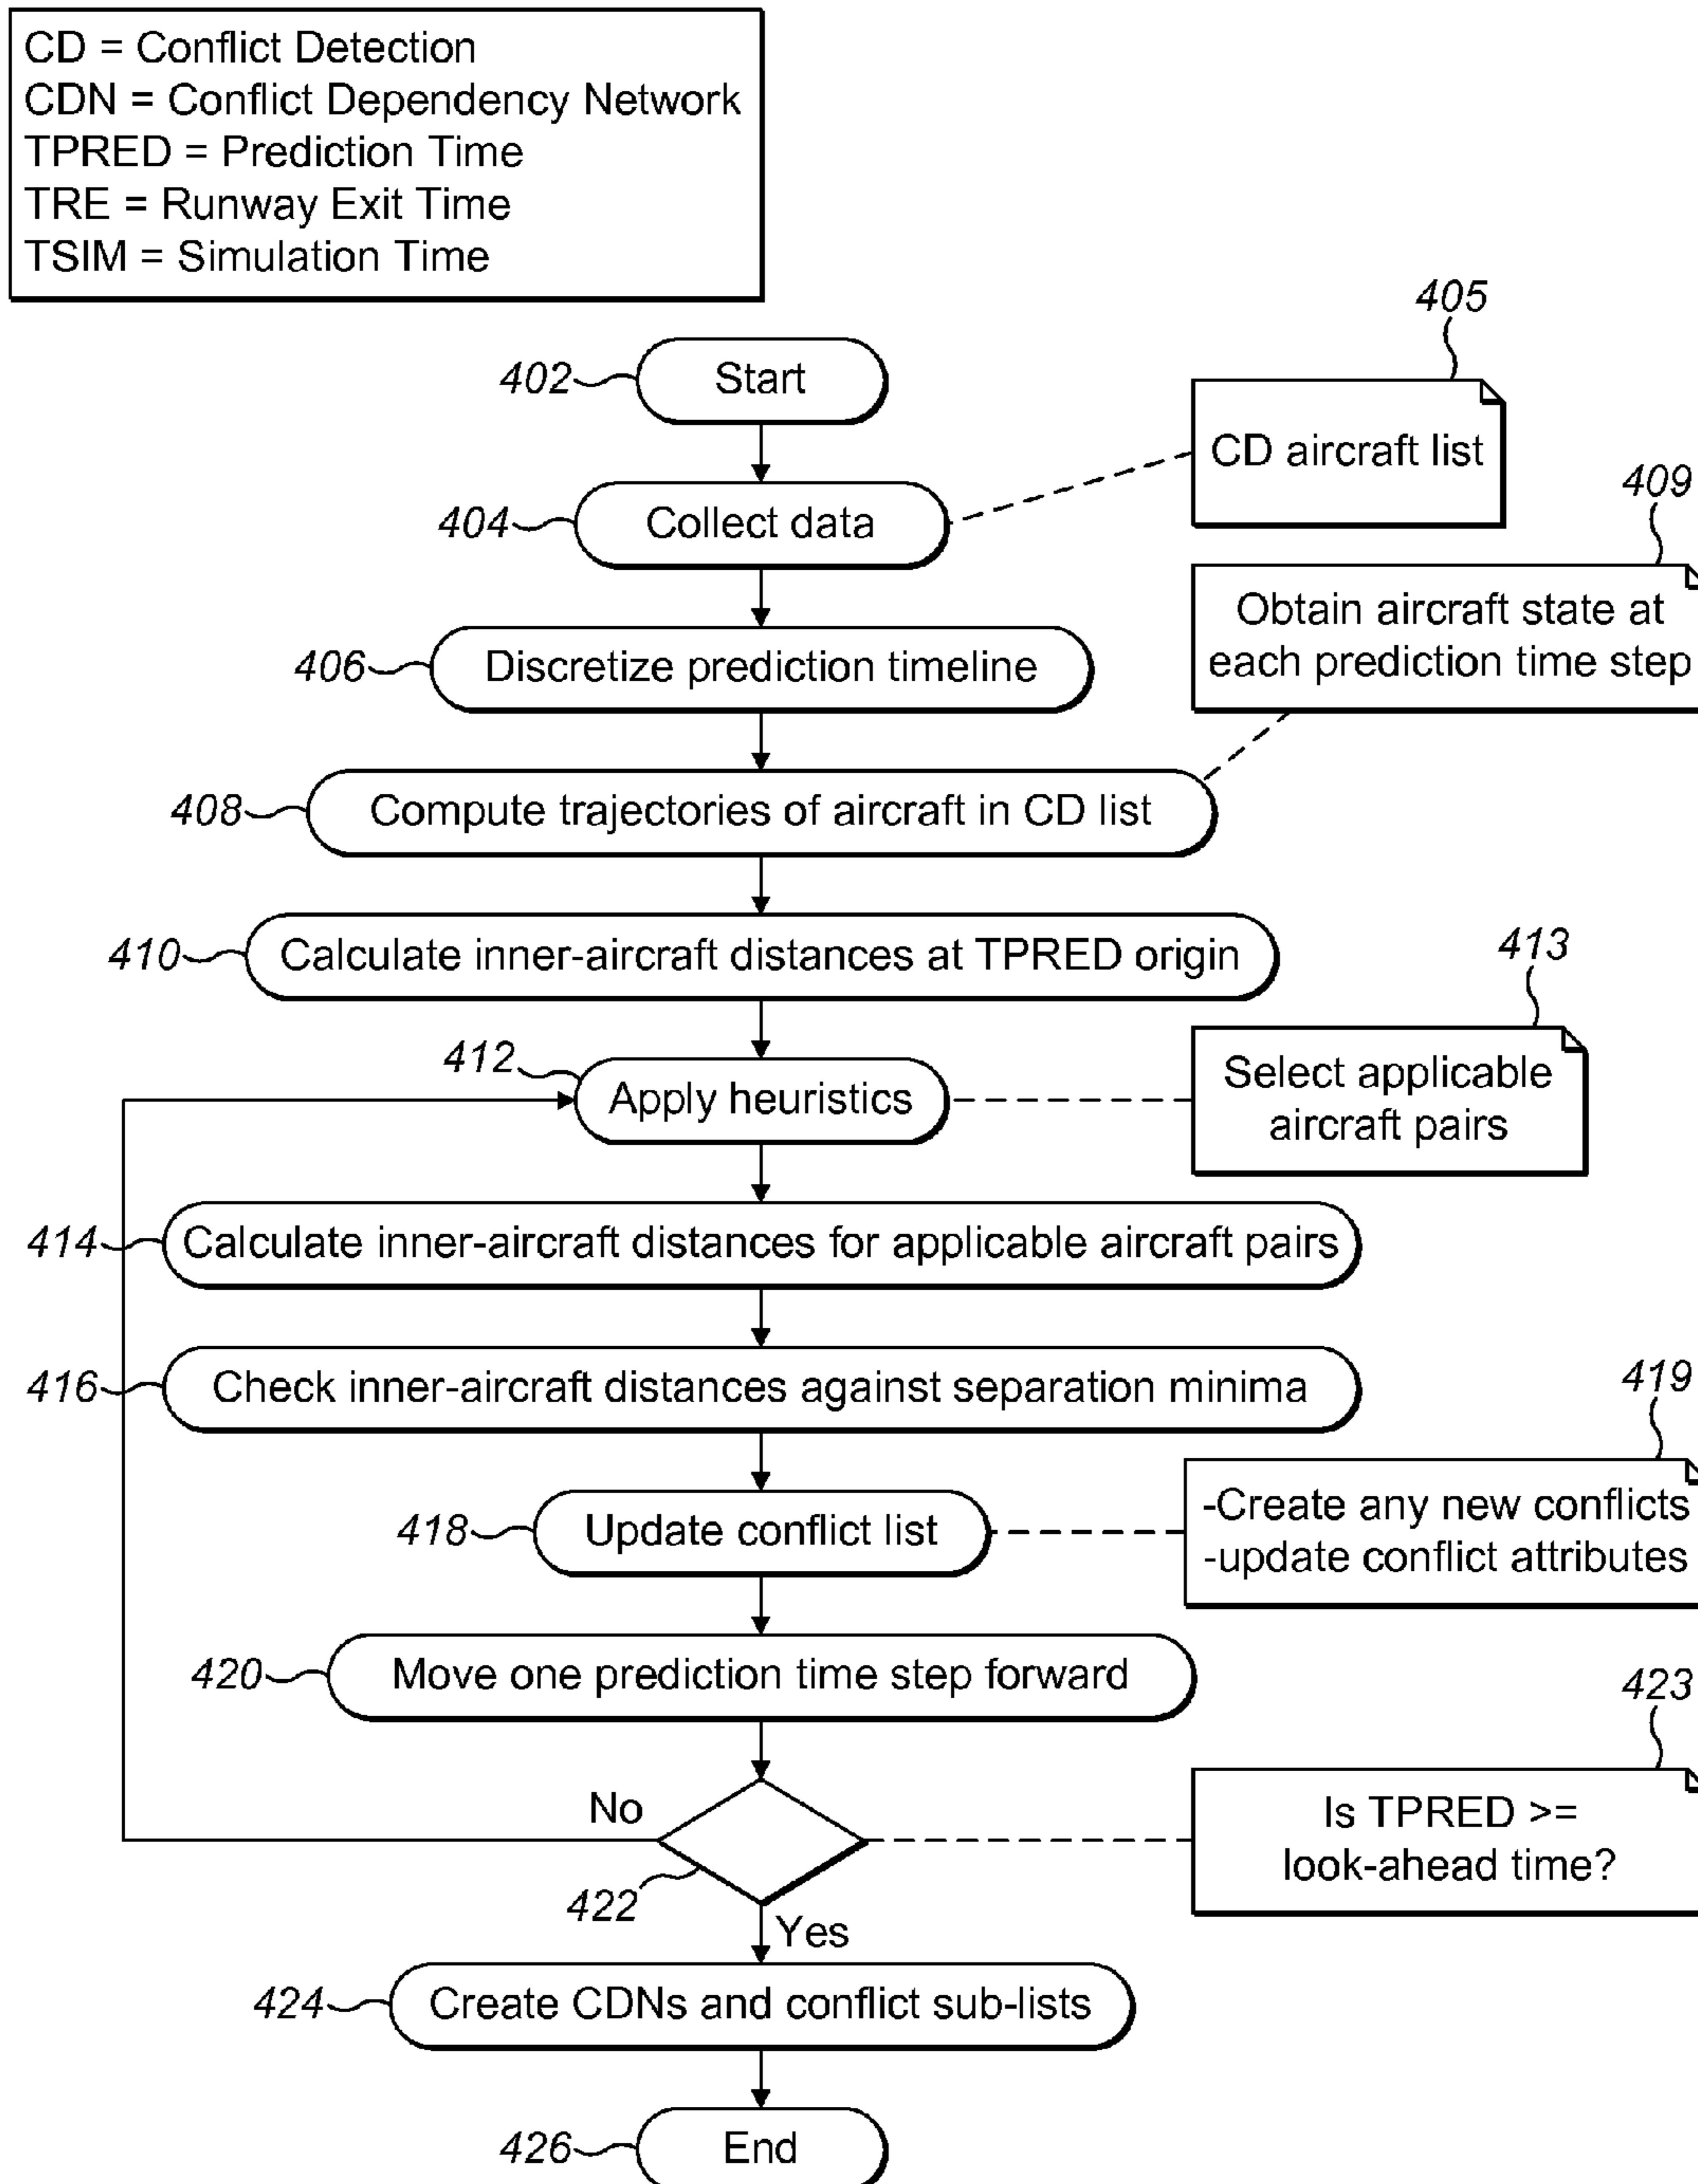 CD = Conflict Detection
CDN = Conflict Dependency Network
TPRED = Prediction Time
TRE = Runway Exit Time
TSIM = Simulation Time
405
402
Start
CD aircraft list
409
404
Collect data
Obtain aircraft state at
each prediction time step
406
Discretize prediction timeline
408
Compute trajectories of aircraft in CD list
410
Calculate inner-aircraft distances at TPRED origin
413
412
Apply heuristics
Select applicable
aircraft pairs
414
Calculate inner-aircraft distances for applicable aircraft pairs
416
Check inner-aircraft distances against separation minima
419
418
Update conflict list
-Create any new conflicts
-update conflict attributes
420
Move one prediction time step forward
423
No
Is TPRED >=
look-ahead time?
422
Yes
424
Create CDNs and conflict sub-lists
426
End